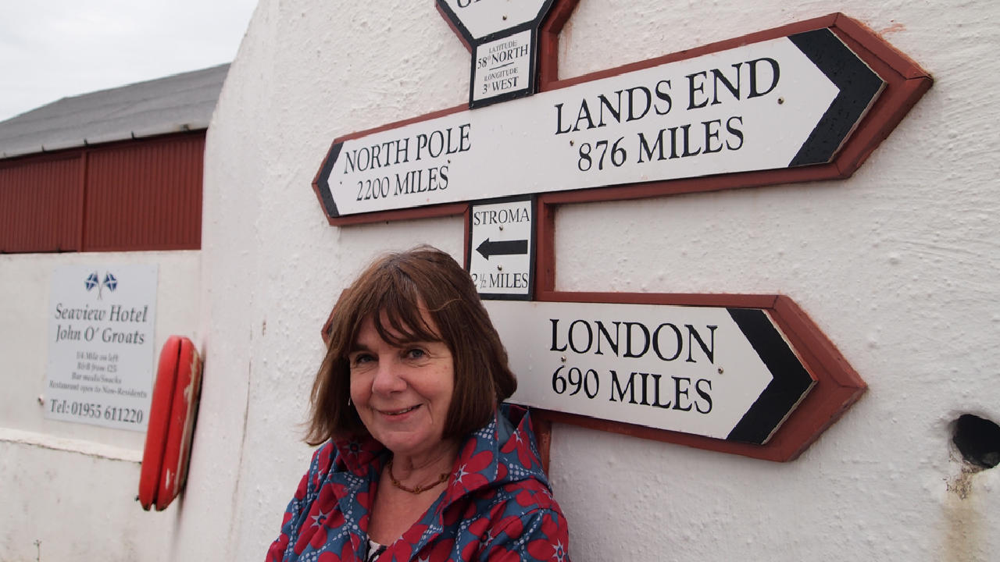 LATITUDE
58° NORTH
LONGITUDE
3° WEST
LANDS END
876 MILES
NORTH POLE
2200 MILES
STROMA
2½ MILES
LONDON
690 MILES
Seaview Hotel
John O' Groats
1/4 Mile on left
B&B from £25
Bar meals/Snacks
Restaurant open to Non-Residents
Tel: 01955 611220